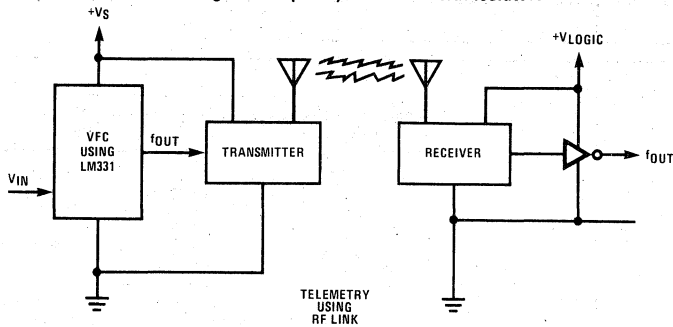 +VS
+VLOGIC
VFC
USING
LM331
fOUT
TRANSMITTER
RECEIVER
fOUT
VIN
TELEMETRY
USING
RF LINK